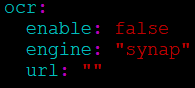 ocr:
  enable: false
  engine: "synap"
  url: ""